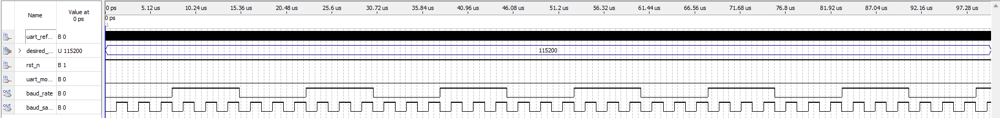 Name
Value at
0 ps
0 ps 5.12 us 10.24 us 15.36 us 20.48 us 25.6 us 30.72 us 35.84 us 40.96 us 46.08 us 51.2 us 56.32 us 61.44 us 66.56 us 71.68 us 76.8 us 81.92 us 87.04 us 92.16 us 97.28 us
0 ps
in uart_ref... B 0
in desired_... U 115200 115200
in rst_n B 1
in uart_mo... B 0
out baud_rate B 0
out baud_sa... B 0